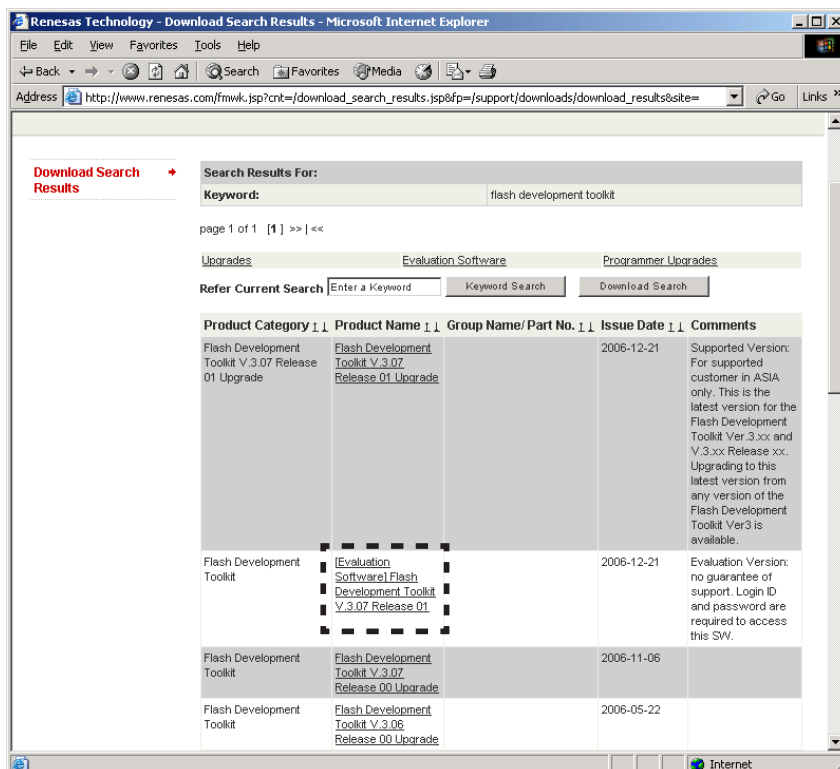 Renesas Technology - Download Search Results - Microsoft Internet Explorer
File Edit View Favorites Tools Help
Back Search Favorites Media
Address http://www.renesas.com/fmwk.jsp?cnt=/download_search_results.jsp&fp=/support/downloads/download_results&site= Go Links »
Download Search
Results
Search Results For:
Keyword: flash development toolkit
page 1 of 1 [1] >> | <<
Upgrades Evaluation Software Programmer Upgrades
Refer Current Search Enter a Keyword Keyword Search Download Search
Product Category Product Name Group Name/ Part No. Issue Date Comments
Flash Development
Toolkit V.3.07 Release
01 Upgrade
Flash Development
Toolkit V.3.07
Release 01 Upgrade
2006-12-21
Supported Version:
For supported
customer in ASIA
only. This is the
latest version for the
Flash Development
Toolkit Ver.3.xx and
V.3.xx Release xx.
Upgrading to this
latest version from
any version of the
Flash Development
Toolkit Ver3 is
available.
Flash Development
Toolkit
[Evaluation
Software] Flash
Development Toolkit
V.3.07 Release 01
2006-12-21
Evaluation Version:
no guarantee of
support. Login ID
and password are
required to access
this SW.
Flash Development
Toolkit
Flash Development
Toolkit V.3.07
Release 00 Upgrade
2006-11-06
Flash Development
Toolkit
Flash Development
Toolkit V.3.06
Release 00 Upgrade
2006-05-22
Internet